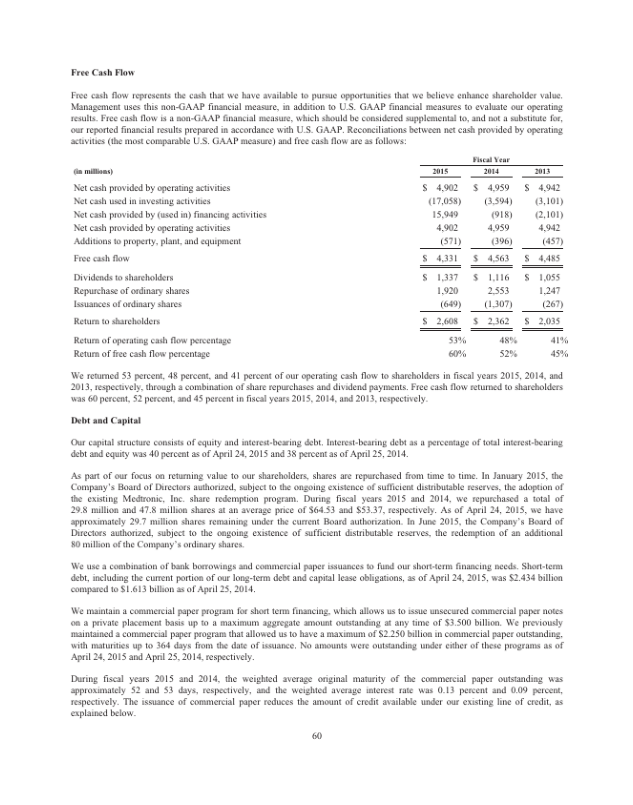 Free Cash Flow
Free cash flow represents the cash that we have available to pursue opportunities that we believe enhance shareholder value.
Management uses this non-GAAP financial measure, in addition to U.S. GAAP financial measures to evaluate our operating
results. Free cash flow is a non-GAAP financial measure, which should be considered supplemental to, and not a substitute for,
our reported financial results prepared in accordance with U.S. GAAP. Reconciliations between net cash provided by operating
activities (the most comparable U.S. GAAP measure) and free cash flow are as follows:
Fiscal Year
(in millions) 2015 2014 2013
Net cash provided by operating activities $ 4,902 $ 4,959 $ 4,942
Net cash used in investing activities (17,058) (3,594) (3,101)
Net cash provided by (used in) financing activities 15,949 (918) (2,101)
Net cash provided by operating activities 4,902 4,959 4,942
Additions to property, plant, and equipment (571) (396) (457)
Free cash flow $ 4,331 $ 4,563 $ 4,485
Dividends to shareholders $ 1,337 $ 1,116 $ 1,055
Repurchase of ordinary shares 1,920 2,553 1,247
Issuances of ordinary shares (649) (1,307) (267)
Return to shareholders $ 2,608 $ 2,362 $ 2,035
Return of operating cash flow percentage 53% 48% 41%
Return of free cash flow percentage 60% 52% 45%
We returned 53 percent, 48 percent, and 41 percent of our operating cash flow to shareholders in fiscal years 2015, 2014, and
2013, respectively, through a combination of share repurchases and dividend payments. Free cash flow returned to shareholders
was 60 percent, 52 percent, and 45 percent in fiscal years 2015, 2014, and 2013, respectively.
Debt and Capital
Our capital structure consists of equity and interest-bearing debt. Interest-bearing debt as a percentage of total interest-bearing
debt and equity was 40 percent as of April 24, 2015 and 38 percent as of April 25, 2014.
As part of our focus on returning value to our shareholders, shares are repurchased from time to time. In January 2015, the
Company's Board of Directors authorized, subject to the ongoing existence of sufficient distributable reserves, the adoption of
the existing Medtronic, Inc. share redemption program. During fiscal years 2015 and 2014, we repurchased a total of
29.8 million and 47.8 million shares at an average price of $64.53 and $53.37, respectively. As of April 24, 2015, we have
approximately 29.7 million shares remaining under the current Board authorization. In June 2015, the Company's Board of
Directors authorized, subject to the ongoing existence of sufficient distributable reserves, the redemption of an additional
80 million of the Company's ordinary shares.
We use a combination of bank borrowings and commercial paper issuances to fund our short-term financing needs. Short-term
debt, including the current portion of our long-term debt and capital lease obligations, as of April 24, 2015, was $2.434 billion
compared to $1.613 billion as of April 25, 2014.
We maintain a commercial paper program for short term financing, which allows us to issue unsecured commercial paper notes
on a private placement basis up to a maximum aggregate amount outstanding at any time of $3.500 billion. We previously
maintained a commercial paper program that allowed us to have a maximum of $2.250 billion in commercial paper outstanding,
with maturities up to 364 days from the date of issuance. No amounts were outstanding under either of these programs as of
April 24, 2015 and April 25, 2014, respectively.
During fiscal years 2015 and 2014, the weighted average original maturity of the commercial paper outstanding was
approximately 52 and 53 days, respectively, and the weighted average interest rate was 0.13 percent and 0.09 percent,
respectively. The issuance of commercial paper reduces the amount of credit available under our existing line of credit, as
explained below.
60